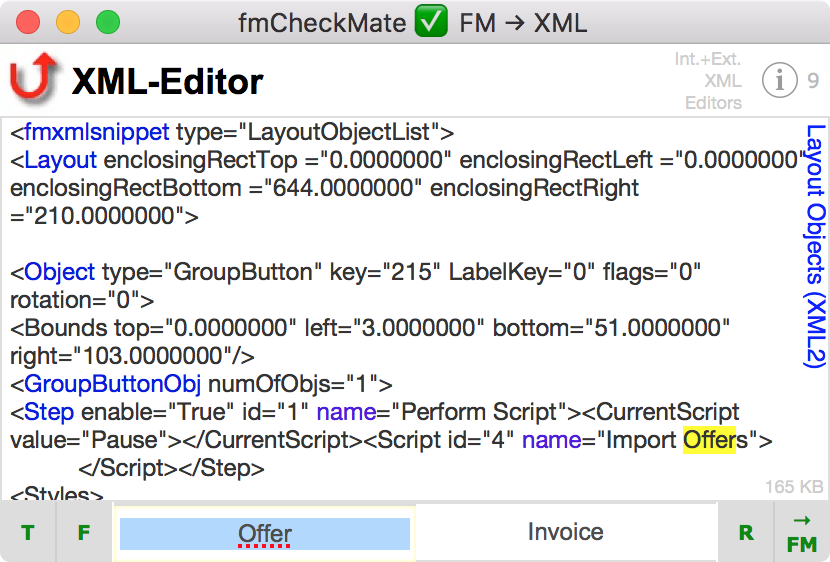 fmCheckMate ✅ FM → XML
XML-Editor
Int.+Ext.
XML
Editors
i
9
<fmxmlsnippet type="LayoutObjectList">
<Layout enclosingRectTop ="0.0000000" enclosingRectLeft ="0.0000000"
enclosingRectBottom ="644.0000000" enclosingRectRight
="210.0000000">
<Object type="GroupButton" key="215" LabelKey="0" flags="0"
rotation="0">
<Bounds top="0.0000000" left="3.0000000" bottom="51.0000000"
right="103.0000000"/>
<GroupButtonObj numOfObjs="1">
<Step enable="True" id="1" name="Perform Script"><CurrentScript
value="Pause"></CurrentScript><Script id="4" name="Import Offers">
</Script></Step>
<Styles>
Layout Objects (XML2)
165 KB
T
F
Offer
Invoice
R
→
FM